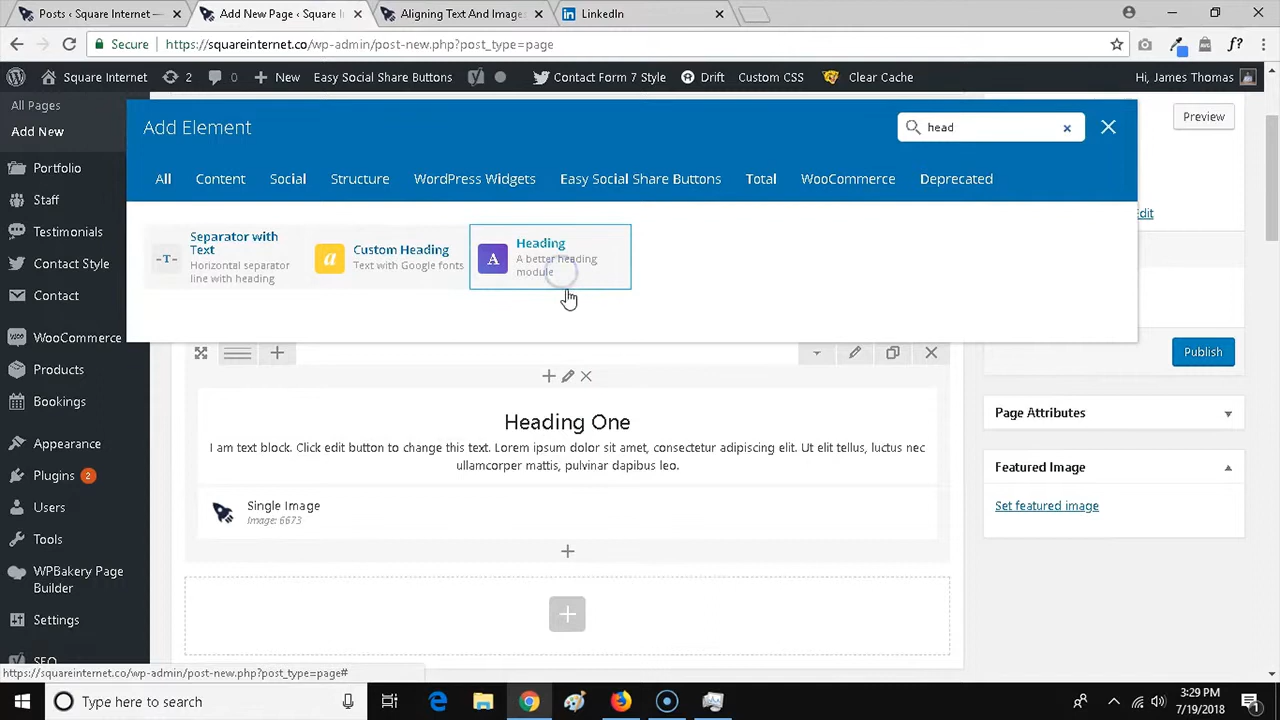 Posts ‹ Square Internet —
Add New Page ‹ Square I
Aligning Text And Images
LinkedIn
Secure
https://squareinternet.co/wp-admin/post-new.php?post_type=page
f?
Square Internet
2
0
New
Easy Social Share Buttons
Contact Form 7 Style
Drift
Custom CSS
Clear Cache
Hi, James Thomas
All Pages
Add New
Portfolio
Staff
Testimonials
Contact Style
Contact
WooCommerce
Products
Bookings
Appearance
Plugins 2
Users
Tools
WPBakery Page
Builder
Settings
SEO
Add Element
head
All
Content
Social
Structure
WordPress Widgets
Easy Social Share Buttons
Total
WooCommerce
Deprecated
-T-
Separator with
Text
Horizontal separator
line with heading
a
Custom Heading
Text with Google fonts
A
Heading
A better heading
module
Preview
Edit
Publish
Page Attributes
Featured Image
Set featured image
Heading One
I am text block. Click edit button to change this text. Lorem ipsum dolor sit amet, consectetur adipiscing elit. Ut elit tellus, luctus nec
ullamcorper mattis, pulvinar dapibus leo.
Single Image
Image: 6673
https://squareinternet.co/wp-admin/post-new.php?post_type=page#
Type here to search
3:29 PM
7/19/2018
1